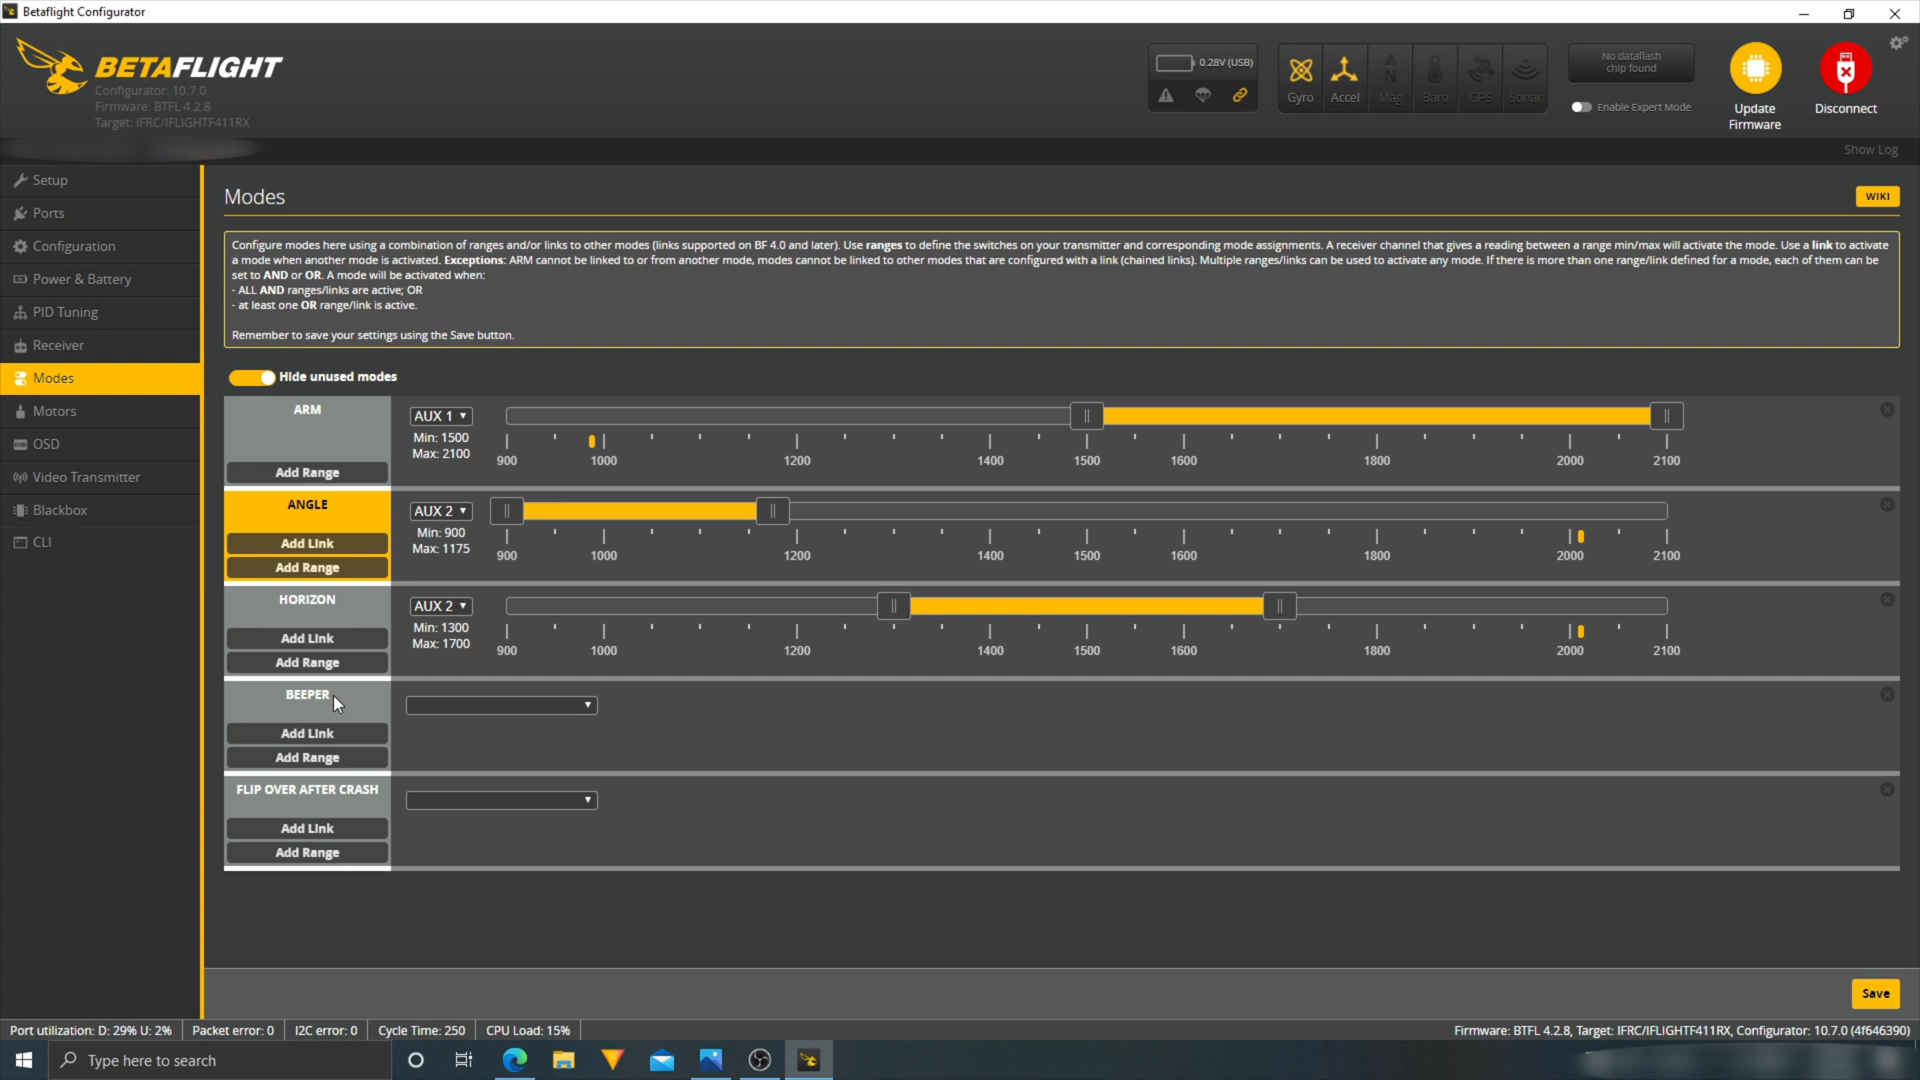 Betaflight Configurator
BETAFLIGHT
Configurator: 10.7.0
Firmware: BTFL 4.2.8
Target: IFRC/IFLIGHTF411RX
0.28V (USB)
Gyro
Accel
Mag
Baro
GPS
Sonar
No dataflash
chip found
Enable Expert Mode
Update
Firmware
Disconnect
Show Log
Setup
Ports
Configuration
Power & Battery
PID Tuning
Receiver
Modes
Motors
OSD
Video Transmitter
Blackbox
CLI
Modes
WIKI
Configure modes here using a combination of ranges and/or links to other modes (links supported on BF 4.0 and later). Use ranges to define the switches on your transmitter and corresponding mode assignments. A receiver channel that gives a reading between a range min/max will activate the mode. Use a link to activate
a mode when another mode is activated. Exceptions: ARM cannot be linked to or from another mode, modes cannot be linked to other modes that are configured with a link (chained links). Multiple ranges/links can be used to activate any mode. If there is more than one range/link defined for a mode, each of them can be
set to AND or OR. A mode will be activated when:
- ALL AND ranges/links are active; OR
- at least one OR range/link is active.
Remember to save your settings using the Save button.
Hide unused modes
ARM
Add Range
AUX 1
Min: 1500
Max: 2100
900 1000 1200 1400 1500 1600 1800 2000 2100
ANGLE
Add Link
Add Range
AUX 2
Min: 900
Max: 1175
900 1000 1200 1400 1500 1600 1800 2000 2100
HORIZON
Add Link
Add Range
AUX 2
Min: 1300
Max: 1700
900 1000 1200 1400 1500 1600 1800 2000 2100
BEEPER
Add Link
Add Range
FLIP OVER AFTER CRASH
Add Link
Add Range
Save
Port utilization: D: 29% U: 2%
Packet error: 0
I2C error: 0
Cycle Time: 250
CPU Load: 15%
Firmware: BTFL 4.2.8, Target: IFRC/IFLIGHTF411RX, Configurator: 10.7.0 (4f646390)
Type here to search